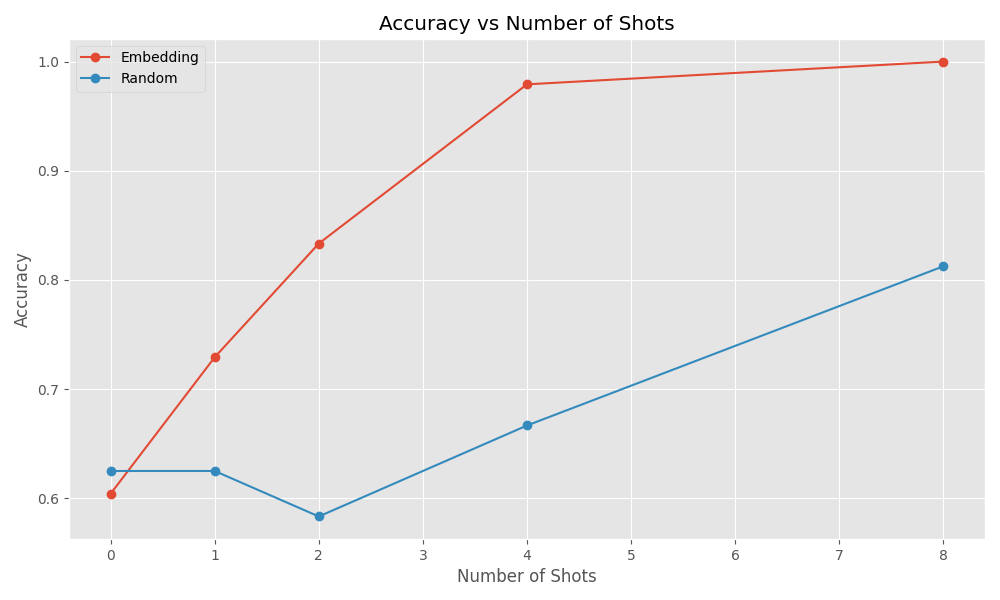 Accuracy vs Number of Shots
Embedding
Random
1.0
0.9
0.8
0.7
0.6
Accuracy
0 1 2 3 4 5 6 7 8
Number of Shots